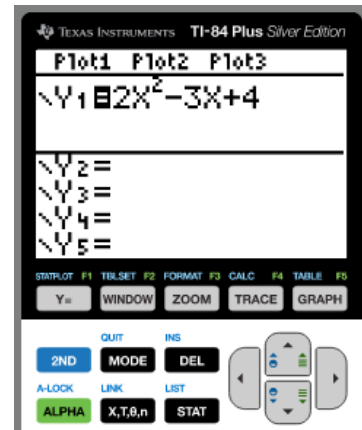 TEXAS INSTRUMENTS TI-84 Plus Silver Edition
Plot1 Plot2 Plot3
\Y₁=2X²-3X+4
\Y₂=
\Y₃=
\Y₄=
\Y₅=
STATPLOT F1 TBLSET F2 FORMAT F3 CALC F4 TABLE F5
Y= WINDOW ZOOM TRACE GRAPH
QUIT INS
2ND MODE DEL
A-LOCK LINK LIST
ALPHA X,T,θ,n STAT